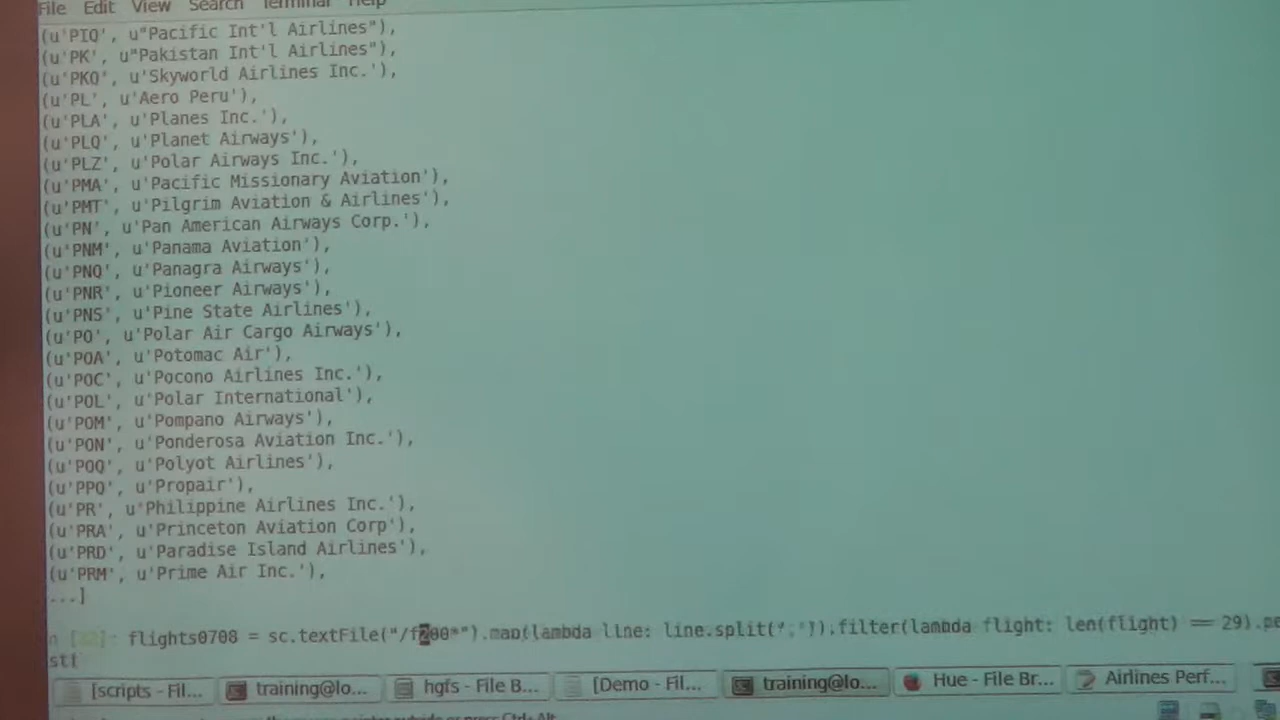 File Edit View Search Terminal Help
(u'PIQ', u"Pacific Int'l Airlines"),
(u'PK', u"Pakistan Int'l Airlines"),
(u'PKQ', u'Skyworld Airlines Inc.'),
(u'PL', u'Aero Peru'),
(u'PLA', u'Planes Inc.'),
(u'PLQ', u'Planet Airways'),
(u'PLZ', u'Polar Airways Inc.'),
(u'PMA', u'Pacific Missionary Aviation'),
(u'PMT', u'Pilgrim Aviation & Airlines'),
(u'PN', u'Pan American Airways Corp.'),
(u'PNM', u'Panama Aviation'),
(u'PNQ', u'Panagra Airways'),
(u'PNR', u'Pioneer Airways'),
(u'PNS', u'Pine State Airlines'),
(u'PO', u'Polar Air Cargo Airways'),
(u'POA', u'Potomac Air'),
(u'POC', u'Pocono Airlines Inc.'),
(u'POL', u'Polar International'),
(u'POM', u'Pompano Airways'),
(u'PON', u'Ponderosa Aviation Inc.'),
(u'POQ', u'Polyot Airlines'),
(u'PPQ', u'Propair'),
(u'PR', u'Philippine Airlines Inc.'),
(u'PRA', u'Princeton Aviation Corp'),
(u'PRD', u'Paradise Island Airlines'),
(u'PRM', u'Prime Air Inc.'),
...]
flights0708 = sc.textFile("/f200*").map(lambda line: line.split(',')).filter(lambda flight: len(flight) == 29).pe
st(
[scripts - Fil... training@lo... hgfs - File B... [Demo - Fil... training@lo... Hue - File Br... Airlines Perf...